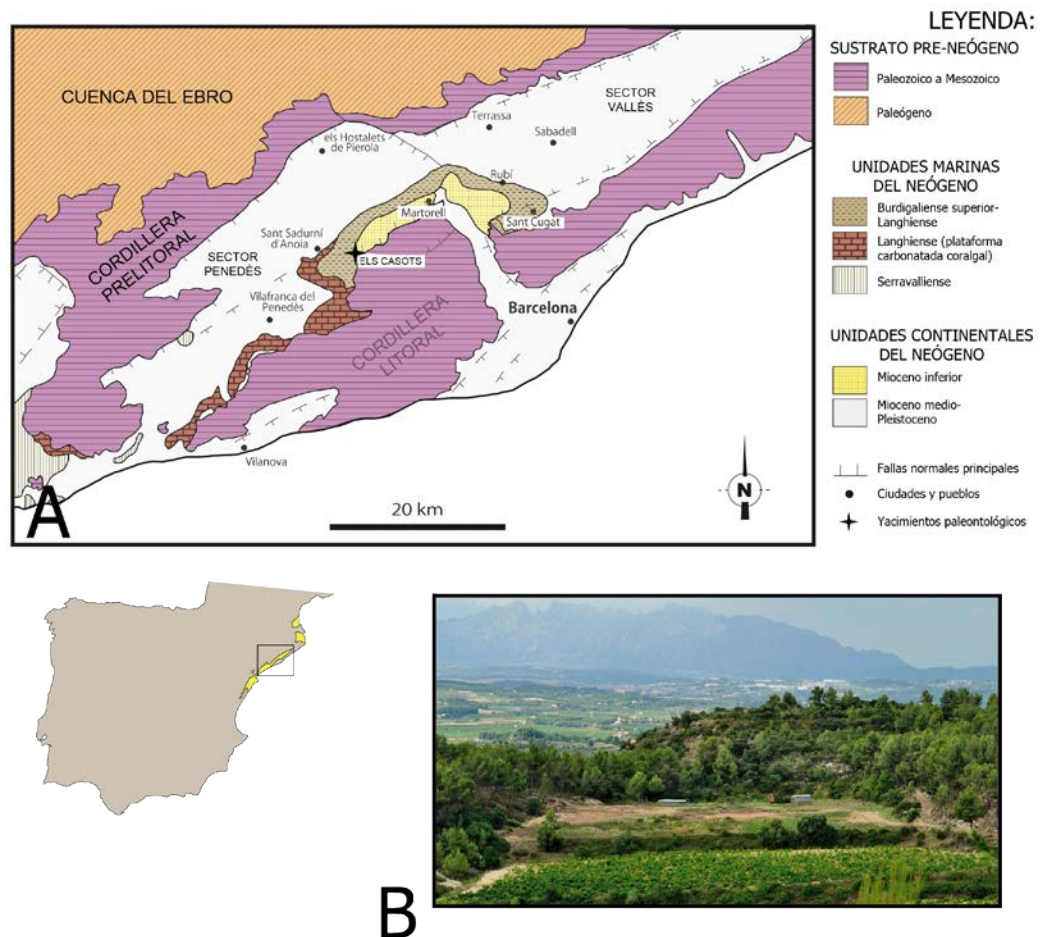 LEYENDA:
SUSTRATO PRE-NEÓGENO
Paleozoico a Mesozoico
Paleógeno
UNIDADES MARINAS
DEL NEÓGENO
Burdigaliense superior-
Langhiense
Langhiense (plataforma
carbonatada coralgal)
Serravalliense
UNIDADES CONTINENTALES
DEL NEÓGENO
Mioceno inferior
Mioceno medio-
Pleistoceno
Fallas normales principales
Ciudades y pueblos
Yacimientos paleontológicos
CUENCA DEL EBRO
SECTOR
VALLÈS
Terrassa
Sabadell
els Hostalets
de Pierola
Rubí
Martorell
Sant Cugat
CORDILLERA
PRELITORAL
Sant Sadurní
d'Anoia
SECTOR
PENEDÈS
ELS CASOTS
Vilafranca del
Penedès
Barcelona
CORDILLERA
LITORAL
Vilanova
20 km
N
A
B